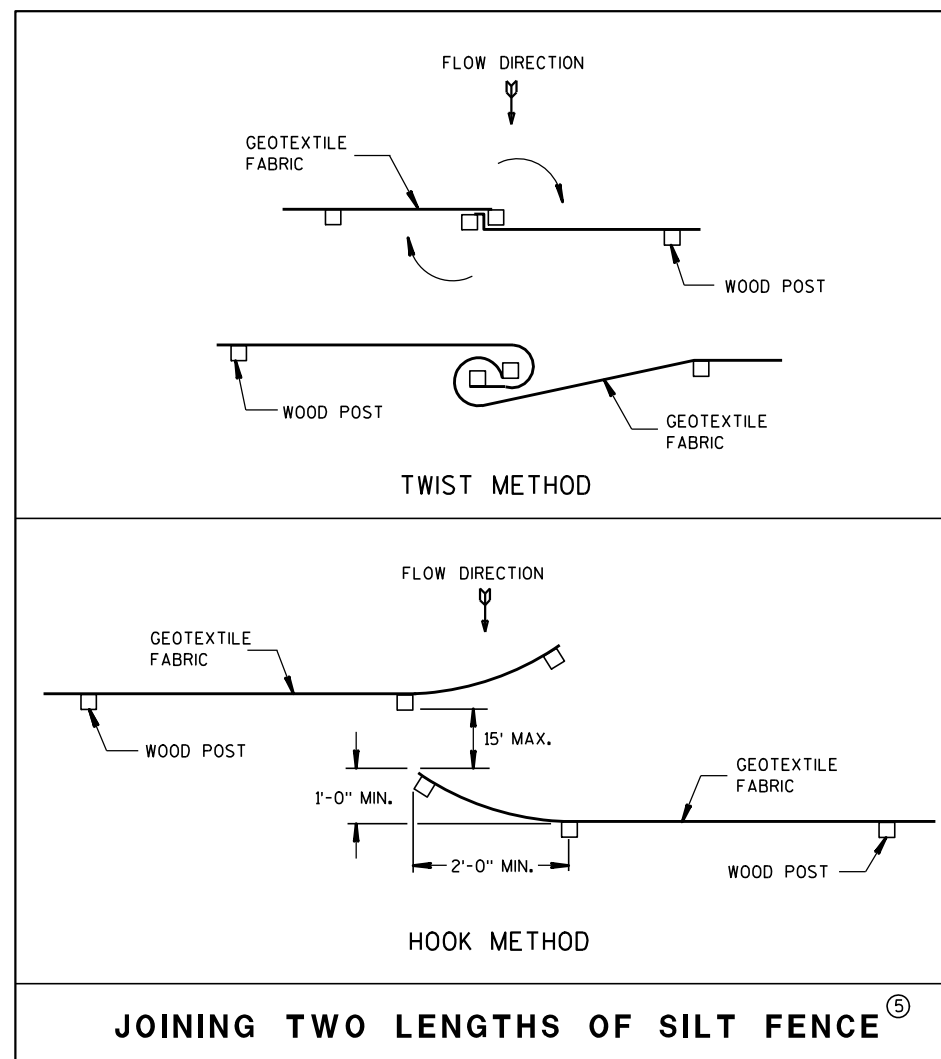 FLOW DIRECTION
GEOTEXTILE
FABRIC
WOOD POST
WOOD POST
GEOTEXTILE
FABRIC
TWIST METHOD
FLOW DIRECTION
GEOTEXTILE
FABRIC
WOOD POST
15' MAX.
1'-0" MIN.
GEOTEXTILE
FABRIC
2'-0" MIN.
WOOD POST
HOOK METHOD
JOINING TWO LENGTHS OF SILT FENCE ⑤